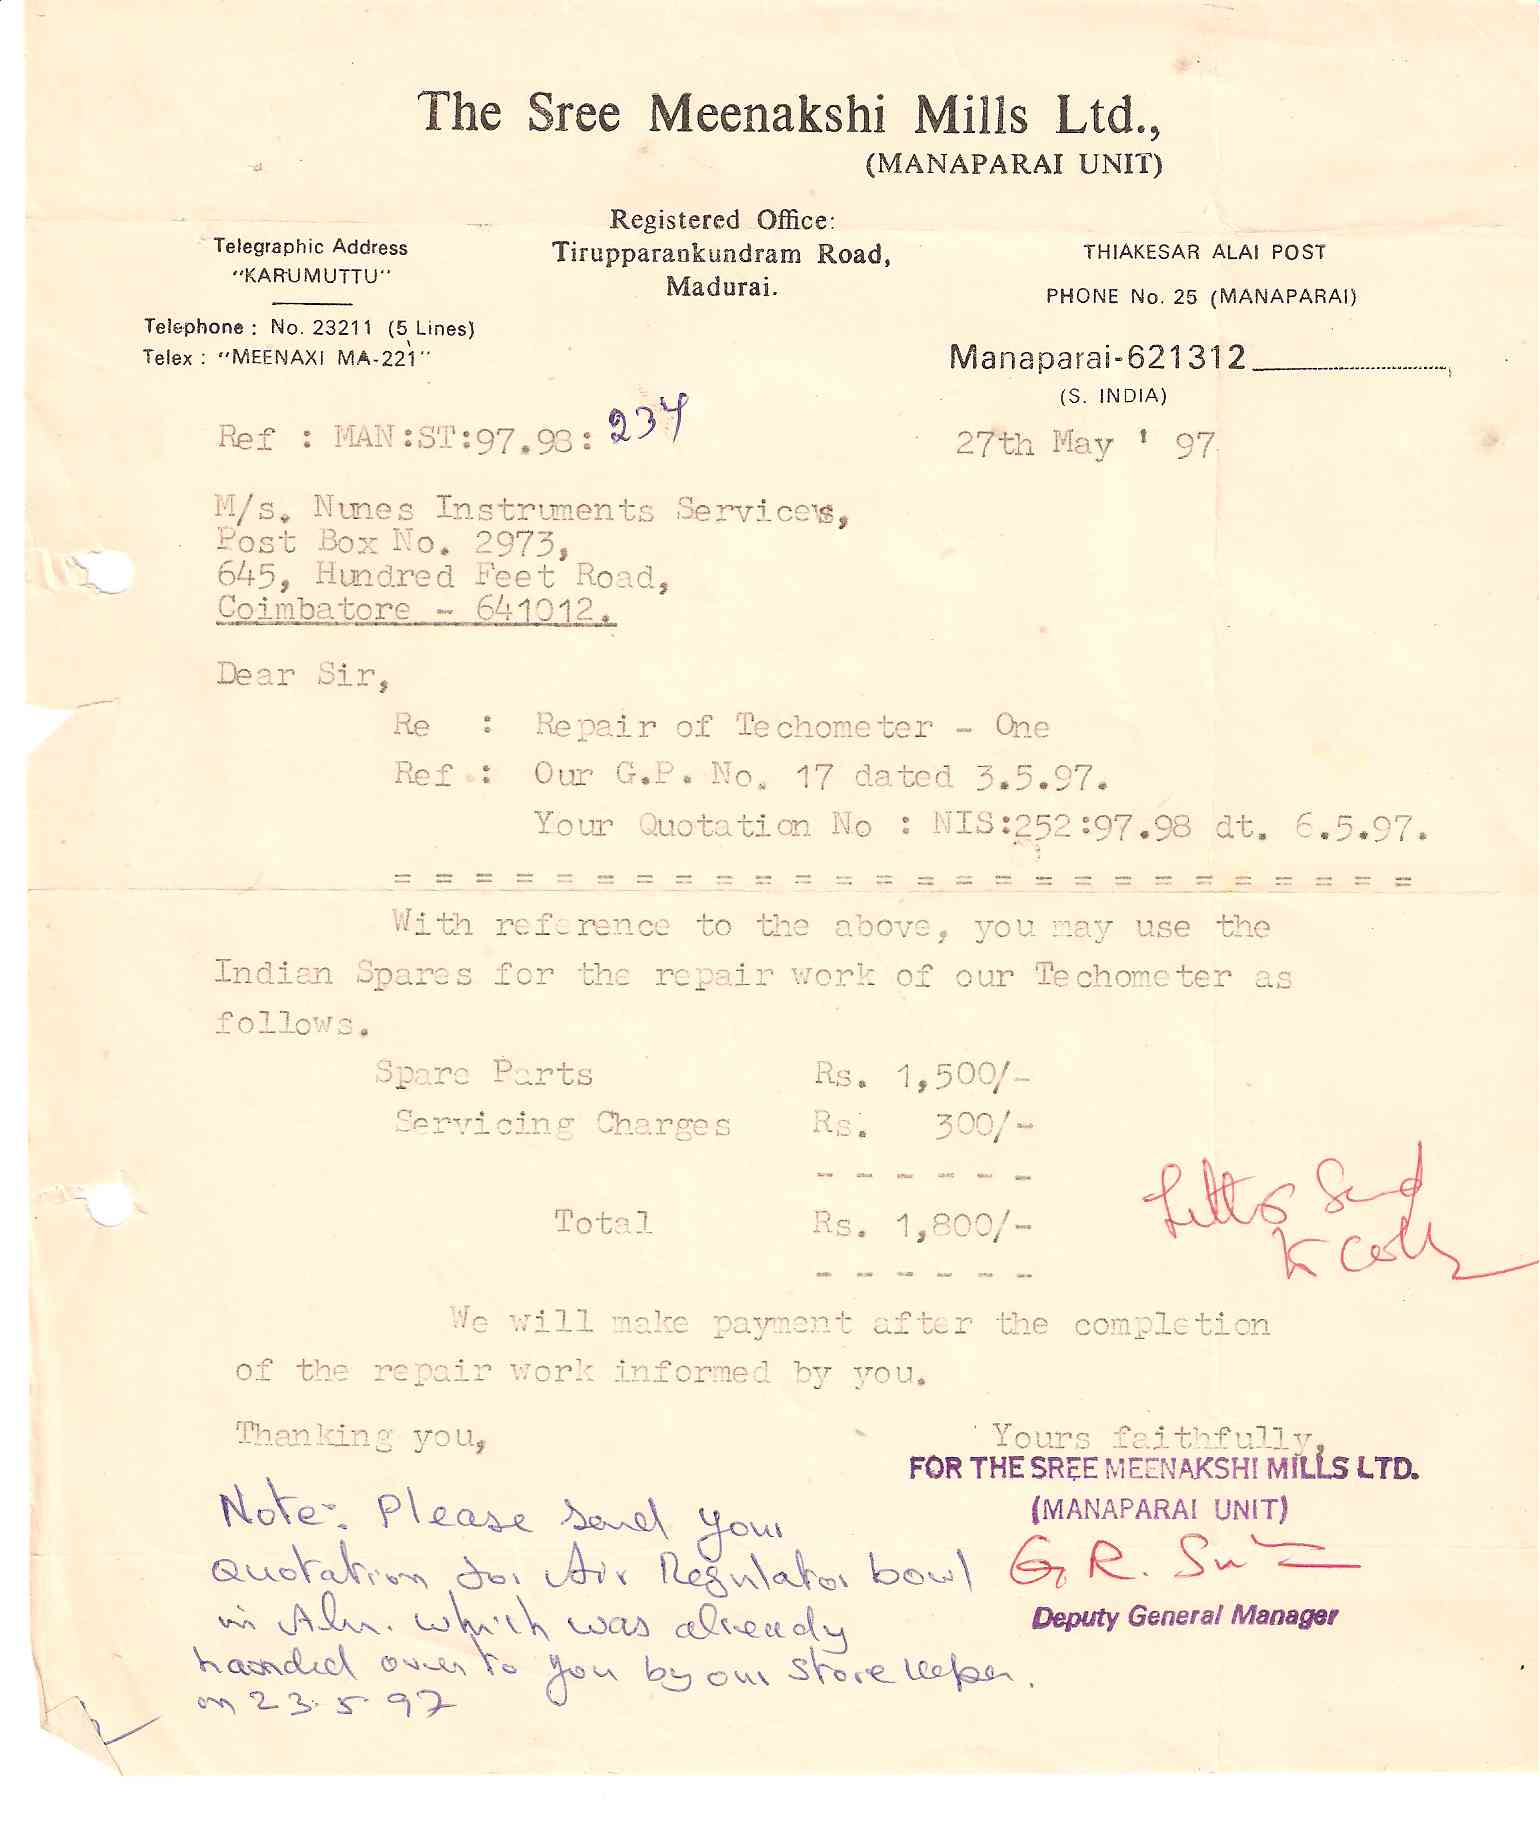 The Sree Meenakshi Mills Ltd.,
(MANAPARAI UNIT)
Registered Office:
Tirupparankundram Road,
Madurai.
Telegraphic Address
"KARUMUTTU"
Telephone : No. 23211 (5 Lines)
Telex : "MEENAXI MA-221"
THIAKESAR ALAI POST
PHONE No. 25 (MANAPARAI)
Manaparai-621312
(S. INDIA)
Ref : MAN:ST:97.98: 234
27th May ' 97
M/s. Nunes Instruments Services,
Post Box No. 2973,
645, Hundred Feet Road,
Coimbatore - 641012.
Dear Sir,
Re : Repair of Techometer - One
Ref : Our G.P. No. 17 dated 3.5.97.
Your Quotation No : NIS:252:97.98 dt. 6.5.97.
= = = = = = = = = = = = = = = = = = = = = = = = = =
With reference to the above, you may use the
Indian Spares for the repair work of our Techometer as
follows.
Spare Parts Rs. 1,500/-
Servicing Charges Rs. 300/-
- - - - - -
Total Rs. 1,800/-
- - - - - -
We will make payment after the completion
of the repair work informed by you.
Thanking you,
Yours faithfully,
FOR THE SREE MEENAKSHI MILLS LTD.
(MANAPARAI UNIT)
G R. 
Deputy General Manager
Note: Please send your
quotation for Air Regulator bowl
in Alu. which was already
handed over to you by our store keeper.
on 23.5.97